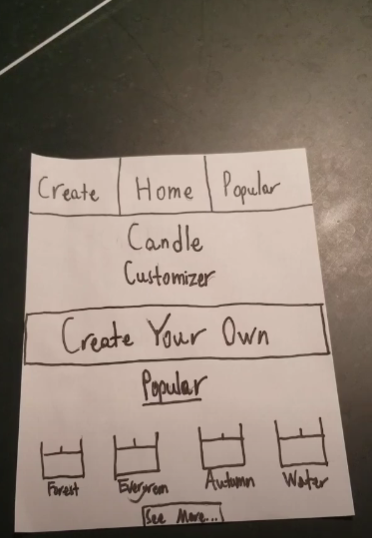 Create Home Popular
Candle
Customizer
Create Your Own
Popular
Forest Evergreen Autumn Water
See More...